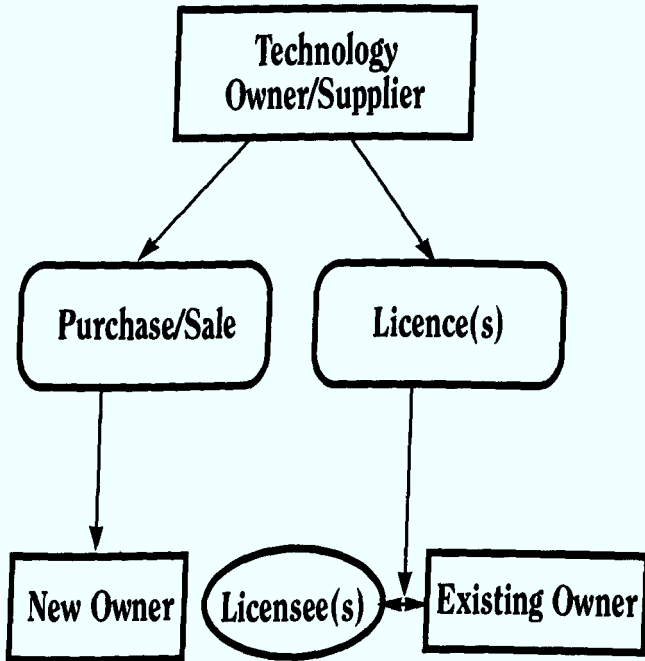 Technology
Owner/Supplier
Purchase/Sale
Licence(s)
New Owner
Licensee(s)
Existing Owner